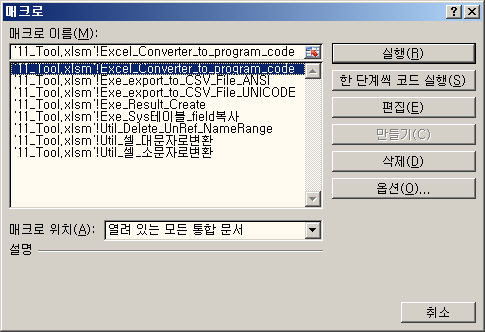 매크로
매크로 이름(M):
'11_Tool.xlsm'!Excel_Converter_to_program_code
'11_Tool.xlsm'!Excel_Converter_to_program_code
'11_Tool.xlsm'!Exe_export_to_CSV_File_ANSI
'11_Tool.xlsm'!Exe_export_to_CSV_File_UNICODE
'11_Tool.xlsm'!Exe_Result_Create
'11_Tool.xlsm'!Exe_Sys테이블_field복사
'11_Tool.xlsm'!Util_Delete_UnRef_NameRange
'11_Tool.xlsm'!Util_셀_대문자로변환
'11_Tool.xlsm'!Util_셀_소문자로변환
실행(R)
한 단계씩 코드 실행(S)
편집(E)
만들기(C)
삭제(D)
옵션(O)...
매크로 위치(A): 열려 있는 모든 통합 문서
설명
취소